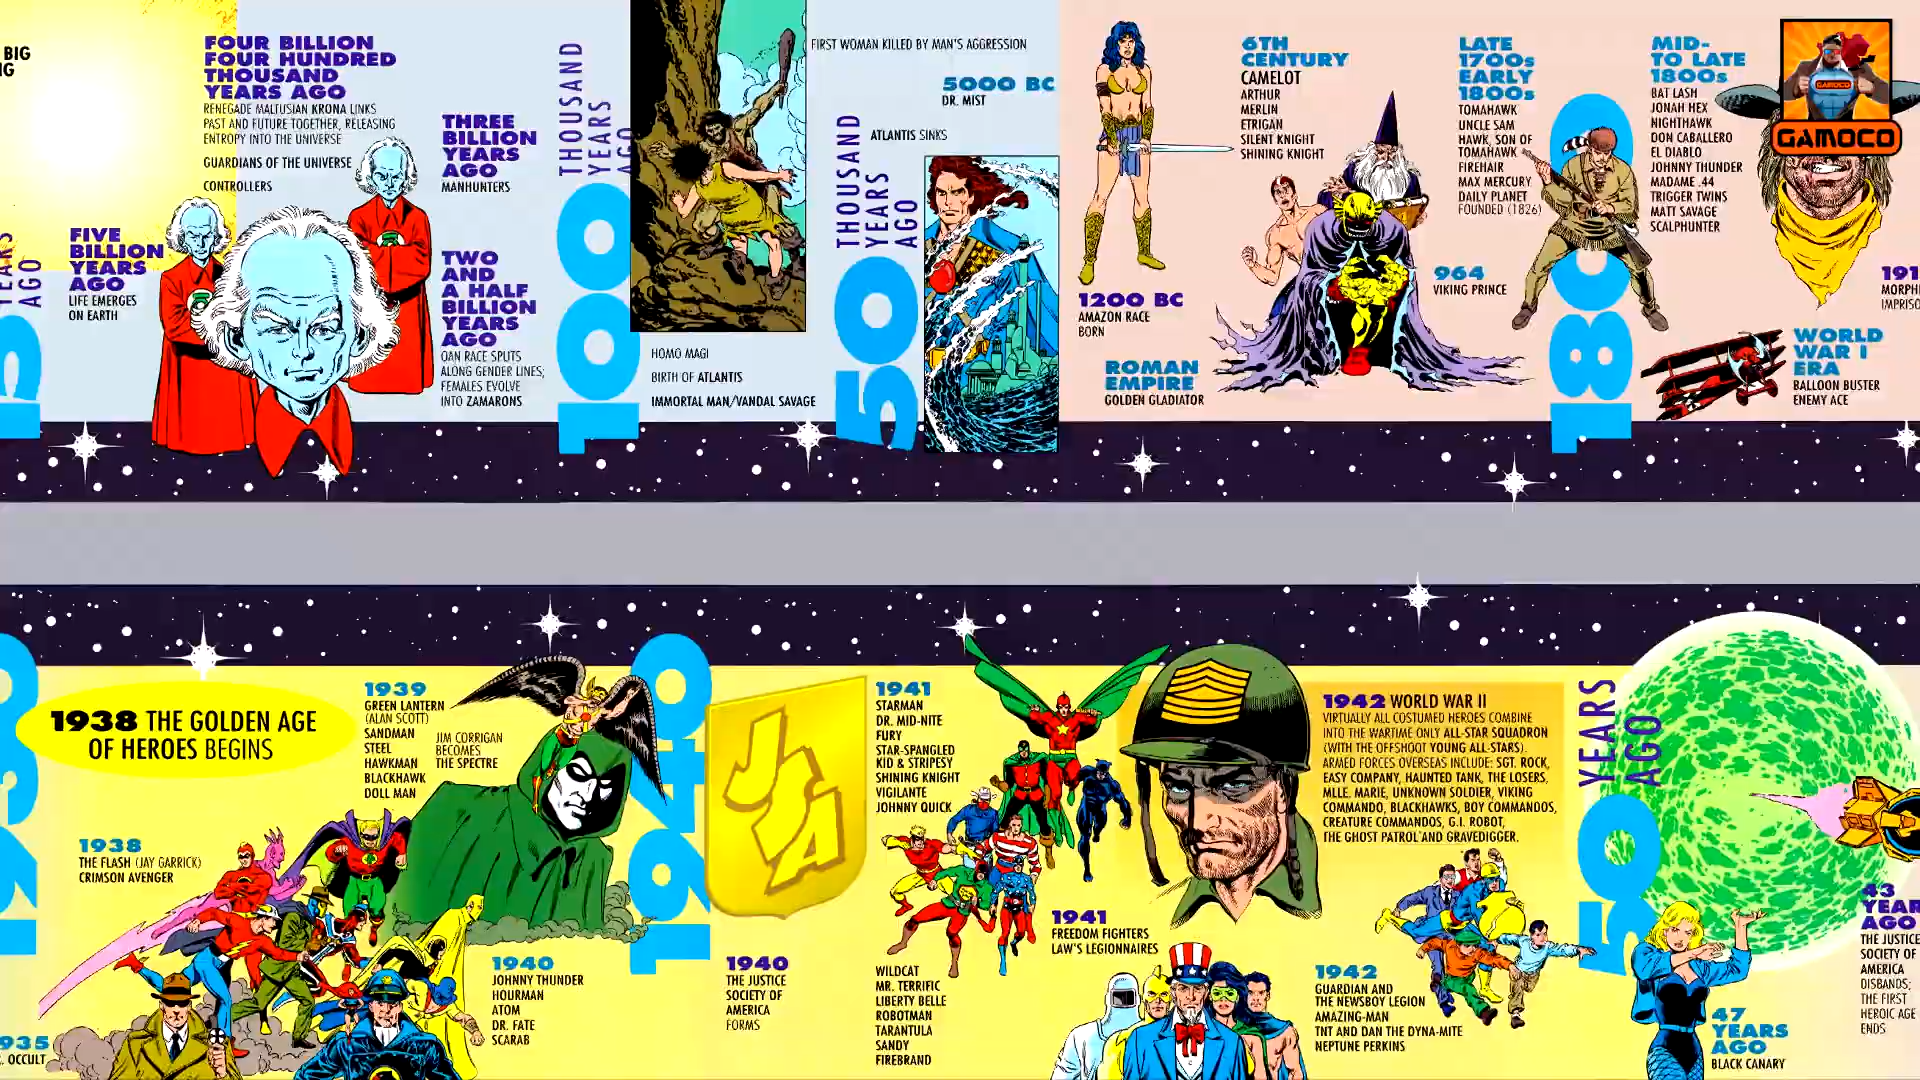 BIG
FOUR BILLION
FOUR HUNDRED
THOUSAND
YEARS AGO
RENEGADE MALTUSIAN KRONA LINKS
PAST AND FUTURE TOGETHER, RELEASING
ENTROPY INTO THE UNIVERSE
GUARDIANS OF THE UNIVERSE
CONTROLLERS
YEARS
AGO
15
FIVE
BILLION
YEARS
AGO
LIFE EMERGES
ON EARTH
THREE
BILLION
YEARS
AGO
MANHUNTERS
TWO
AND
A HALF
BILLION
YEARS
AGO
OAN RACE SPLITS
ALONG GENDER LINES;
FEMALES EVOLVE
INTO ZAMARONS
100
THOUSAND
YEARS
AGO
HOMO MAGI
BIRTH OF ATLANTIS
IMMORTAL MAN/VANDAL SAVAGE
FIRST WOMAN KILLED BY MAN'S AGGRESSION
5000 BC
DR. MIST
ATLANTIS SINKS
50
THOUSAND
YEARS
AGO
1200 BC
AMAZON RACE
BORN
ROMAN
EMPIRE
GOLDEN GLADIATOR
6TH
CENTURY
CAMELOT
ARTHUR
MERLIN
ETRIGAN
SILENT KNIGHT
SHINING KNIGHT
964
VIKING PRINCE
LATE
1700s
EARLY
1800s
TOMAHAWK
UNCLE SAM
HAWK, SON OF
TOMAHAWK
FIREHAIR
MAX MERCURY
DAILY PLANET
FOUNDED (1826)
1800
MID-
TO LATE
1800s
BAT LASH
JONAH HEX
NIGHTHAWK
DON CABALLERO
EL DIABLO
JOHNNY THUNDER
MADAME .44
TRIGGER TWINS
MATT SAVAGE
SCALPHUNTER
GAMOCO
GAMOCO
191
MORPH
IMPRISO
WORLD
WAR I
ERA
BALLOON BUSTER
ENEMY ACE
1930
1938 THE GOLDEN AGE
OF HEROES BEGINS
1938
THE FLASH (JAY GARRICK)
CRIMSON AVENGER
935
. OCCULT
1939
GREEN LANTERN
(ALAN SCOTT)
SANDMAN
STEEL
HAWKMAN
BLACKHAWK
DOLL MAN
JIM CORRIGAN
BECOMES
THE SPECTRE
1940
JOHNNY THUNDER
HOURMAN
ATOM
DR. FATE
SCARAB
1940
JSA
1940
THE JUSTICE
SOCIETY OF
AMERICA
FORMS
1941
STARMAN
DR. MID-NITE
FURY
STAR-SPANGLED
KID & STRIPESY
SHINING KNIGHT
VIGILANTE
JOHNNY QUICK
WILDCAT
MR. TERRIFIC
LIBERTY BELLE
ROBOTMAN
TARANTULA
SANDY
FIREBRAND
1941
FREEDOM FIGHTERS
LAW'S LEGIONNAIRES
1942 WORLD WAR II
VIRTUALLY ALL COSTUMED HEROES COMBINE
INTO THE WARTIME ONLY ALL-STAR SQUADRON
(WITH THE OFFSHOOT YOUNG ALL-STARS).
ARMED FORCES OVERSEAS INCLUDE: SGT. ROCK,
EASY COMPANY, HAUNTED TANK, THE LOSERS,
MLLE. MARIE, UNKNOWN SOLDIER, VIKING
COMMANDO, BLACKHAWKS, BOY COMMANDOS,
CREATURE COMMANDOS, G.I. ROBOT,
THE GHOST PATROL AND GRAVEDIGGER.
1942
GUARDIAN AND
THE NEWSBOY LEGION
AMAZING-MAN
TNT AND DAN THE DYNA-MITE
NEPTUNE PERKINS
50
YEARS
AGO
47
YEARS
AGO
BLACK CANARY
43
YEAR
AGO
THE JUSTICE
SOCIETY OF
AMERICA
DISBANDS;
THE FIRST
HEROIC AGE
ENDS